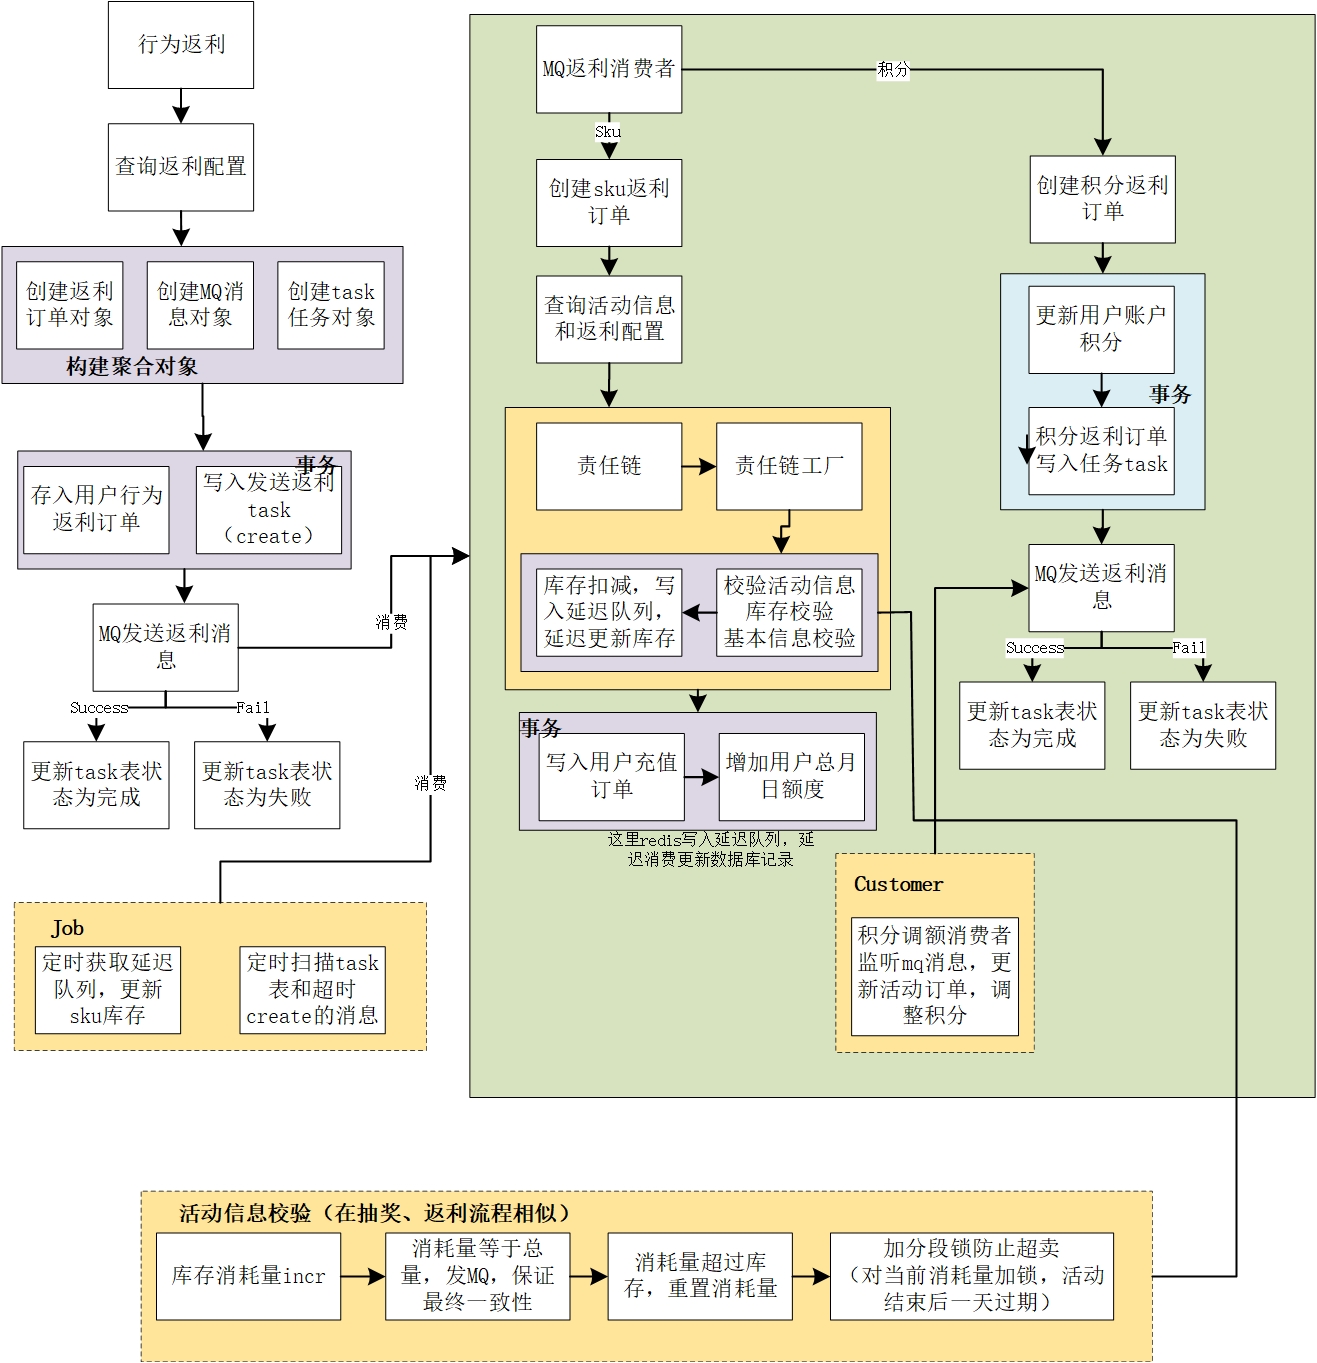 行为返利
查询返利配置
创建返利
订单对象
创建MQ消
息对象
创建task
任务对象
构建聚合对象
事务
存入用户行为
返利订单
写入发送返利
task
（create）
MQ发送返利消
息
消费
Success
Fail
更新task表状
态为完成
更新task表状
态为失败
消费
Job
定时获取延迟
队列，更新
sku库存
定时扫描task
表和超时
create的消息
MQ返利消费者
积分
Sku
创建sku返利
订单
查询活动信息
和返利配置
责任链
责任链工厂
库存扣减，写
入延迟队列，
延迟更新库存
校验活动信息
库存校验
基本信息校验
事务
写入用户充值
订单
增加用户总月
日额度
这里redis写入延迟队列，延
迟消费更新数据库记录
创建积分返利
订单
更新用户账户
积分
事务
积分返利订单
写入任务task
MQ发送返利消
息
Success
Fail
更新task表状
态为完成
更新task表状
态为失败
Customer
积分调额消费者
监听mq消息，更
新活动订单，调
整积分
活动信息校验（在抽奖、返利流程相似）
库存消耗量incr
消耗量等于总
量，发MQ，保证
最终一致性
消耗量超过库
存，重置消耗量
加分段锁防止超卖
（对当前消耗量加锁，活动
结束后一天过期）